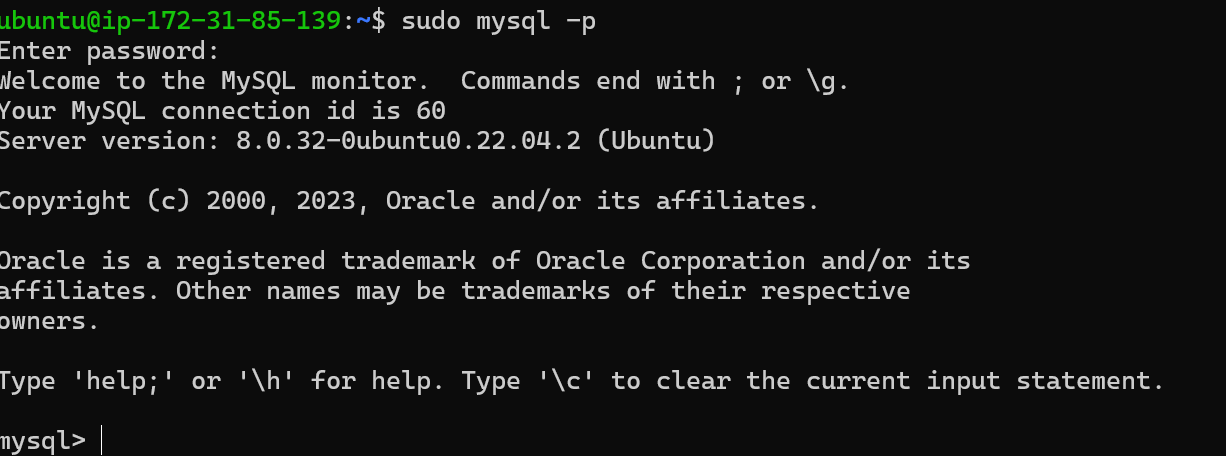 ubuntu@ip-172-31-85-139:~$ sudo mysql -p
Enter password:
Welcome to the MySQL monitor.  Commands end with ; or \g.
Your MySQL connection id is 60
Server version: 8.0.32-0ubuntu0.22.04.2 (Ubuntu)

Copyright (c) 2000, 2023, Oracle and/or its affiliates.

Oracle is a registered trademark of Oracle Corporation and/or its
affiliates. Other names may be trademarks of their respective
owners.

Type 'help;' or '\h' for help. Type '\c' to clear the current input statement.

mysql>